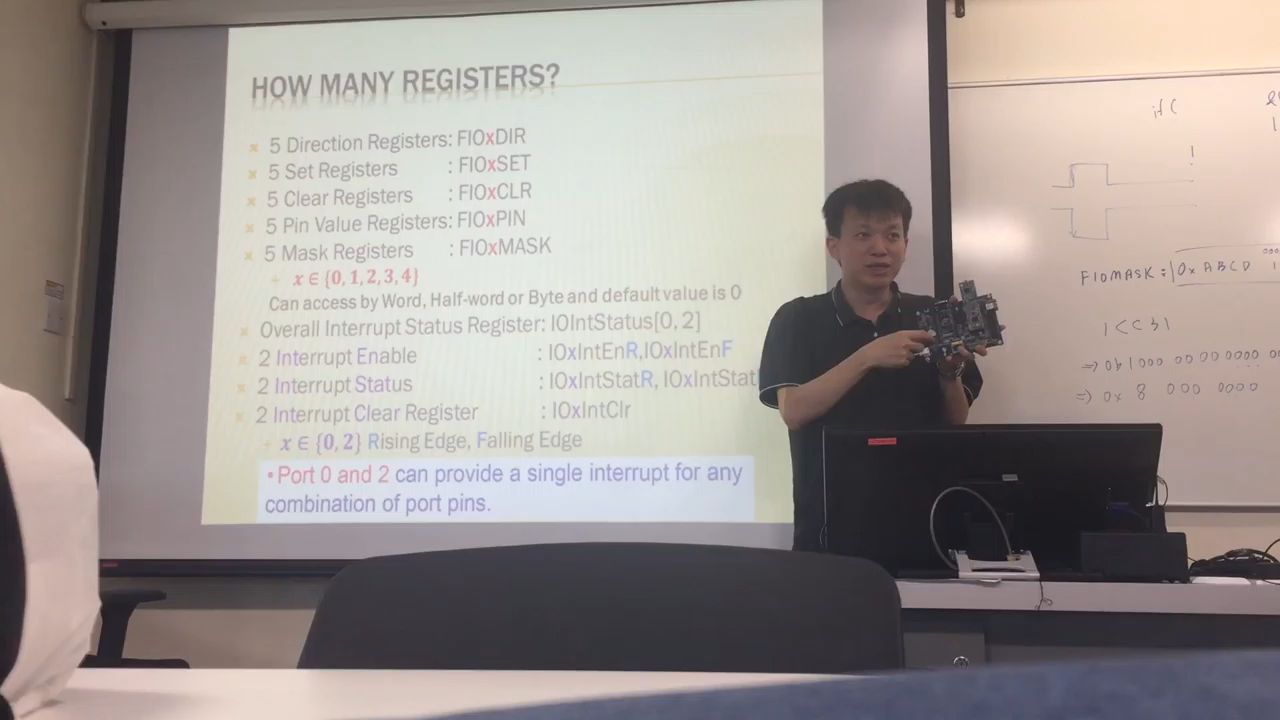 HOW MANY REGISTERS?
5 Direction Registers: FIOxDIR
5 Set Registers : FIOxSET
5 Clear Registers : FIOxCLR
5 Pin Value Registers: FIOxPIN
5 Mask Registers : FIOxMASK
x ∈ {0,1,2,3,4}
Can access by Word, Half-word or Byte and default value is 0
Overall Interrupt Status Register: IOIntStatus[0, 2]
2 Interrupt Enable : IOxIntEnR,IOxIntEnF
2 Interrupt Status : IOxIntStatR, IOxIntStat
2 Interrupt Clear Register : IOxIntClr
x ∈ {0, 2} Rising Edge, Falling Edge
•Port 0 and 2 can provide a single interrupt for any
combination of port pins.
if (
!
FIOMASK: 0xABCD
1<<31
=> 0b1000 0000 0000
=> 0x 8 000 0000